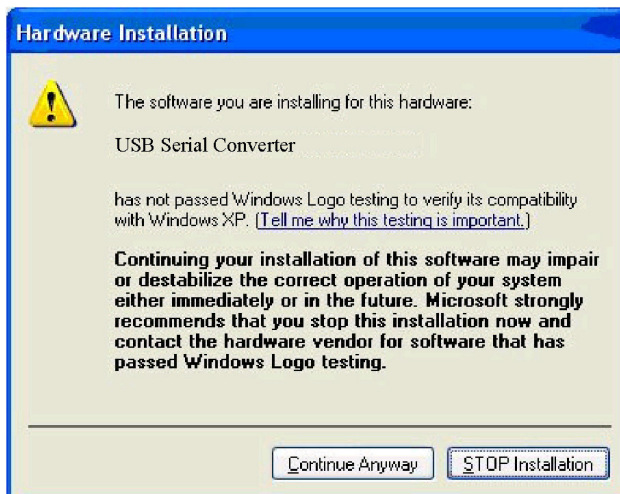 Hardware Installation
The software you are installing for this hardware:
USB Serial Converter
has not passed Windows Logo testing to verify its compatibility
with Windows XP. (Tell me why this testing is important.)
Continuing your installation of this software may impair
or destabilize the correct operation of your system
either immediately or in the future. Microsoft strongly
recommends that you stop this installation now and
contact the hardware vendor for software that has
passed Windows Logo testing.
Continue Anyway
STOP Installation